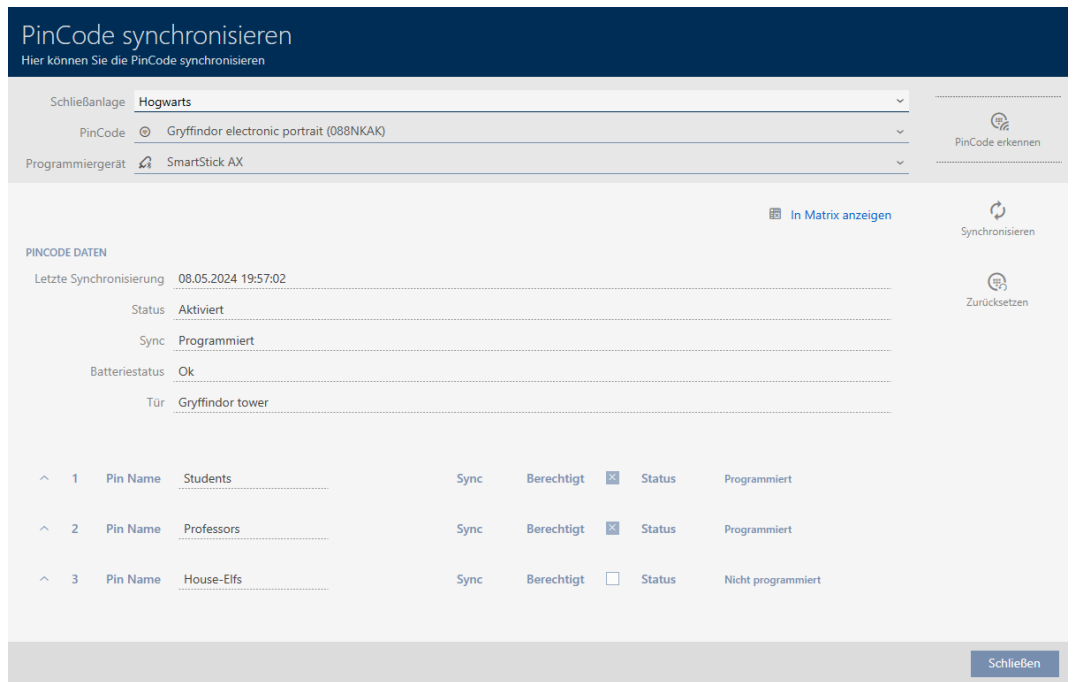 PinCode synchronisieren
Hier können Sie die PinCode synchronisieren
Schließanlage Hogwarts
PinCode Gryffindor electronic portrait (088NKAK)
Programmiergerät SmartStick AX
PinCode erkennen
In Matrix anzeigen
Synchronisieren
Zurücksetzen
PINCODE DATEN
Letzte Synchronisierung 08.05.2024 19:57:02
Status Aktiviert
Sync Programmiert
Batteriestatus Ok
Tür Gryffindor tower
1 Pin Name Students Sync Berechtigt Status Programmiert
2 Pin Name Professors Sync Berechtigt Status Programmiert
3 Pin Name House-Elfs Sync Berechtigt Status Nicht programmiert
Schließen